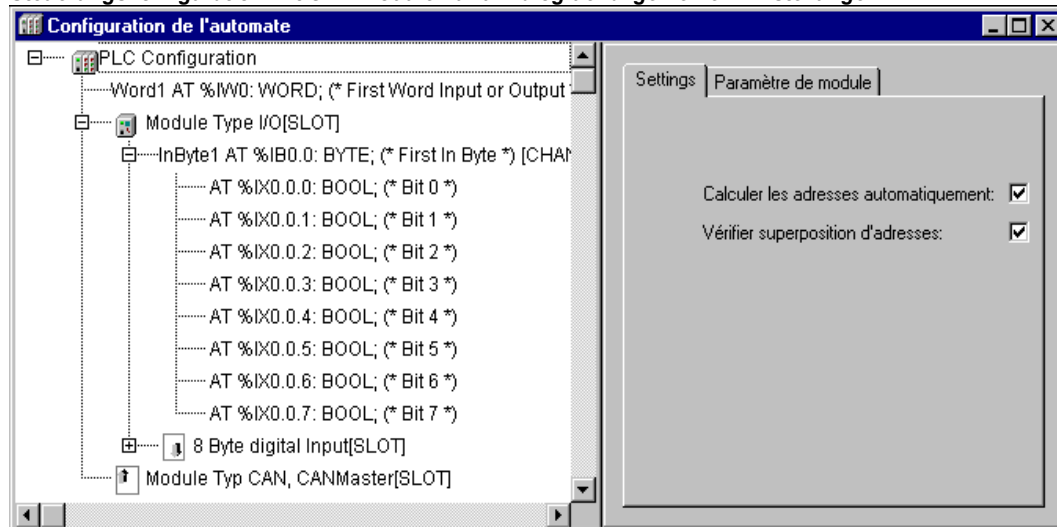 Configuration de l'automate
PLC Configuration
Word1 AT %IW0: WORD; (* First Word Input or Output
Module Type I/O[SLOT]
InByte1 AT %IB0.0: BYTE; (* First In Byte *) [CHAN
AT %IX0.0.0: BOOL; (* Bit 0 *)
AT %IX0.0.1: BOOL; (* Bit 1 *)
AT %IX0.0.2: BOOL; (* Bit 2 *)
AT %IX0.0.3: BOOL; (* Bit 3 *)
AT %IX0.0.4: BOOL; (* Bit 4 *)
AT %IX0.0.5: BOOL; (* Bit 5 *)
AT %IX0.0.6: BOOL; (* Bit 6 *)
AT %IX0.0.7: BOOL; (* Bit 7 *)
8 Byte digital Input[SLOT]
Module Typ CAN, CANMaster[SLOT]
Settings
Paramètre de module
Calculer les adresses automatiquement:
Vérifier superposition d'adresses: